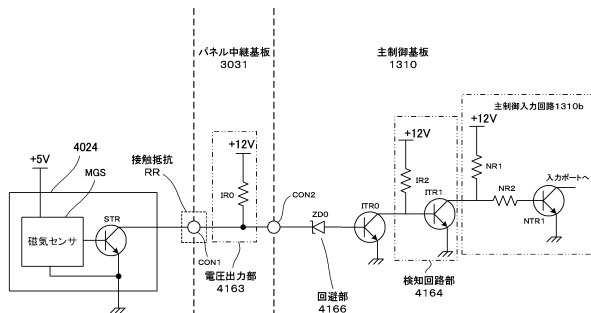 パネル中継基板
3031
主制御基板
1310
主制御入力回路1310b
+12V
+12V
+12V
+5V
4024
接触抵抗
RR
MGS
IR0
CON2
IR2
NR1
入力ポートへ
ITR0
ITR1
NR2
STR
ZD0
NTR1
磁気センサ
CON1
電圧出力部
4163
回避部
4166
検知回路部
4164